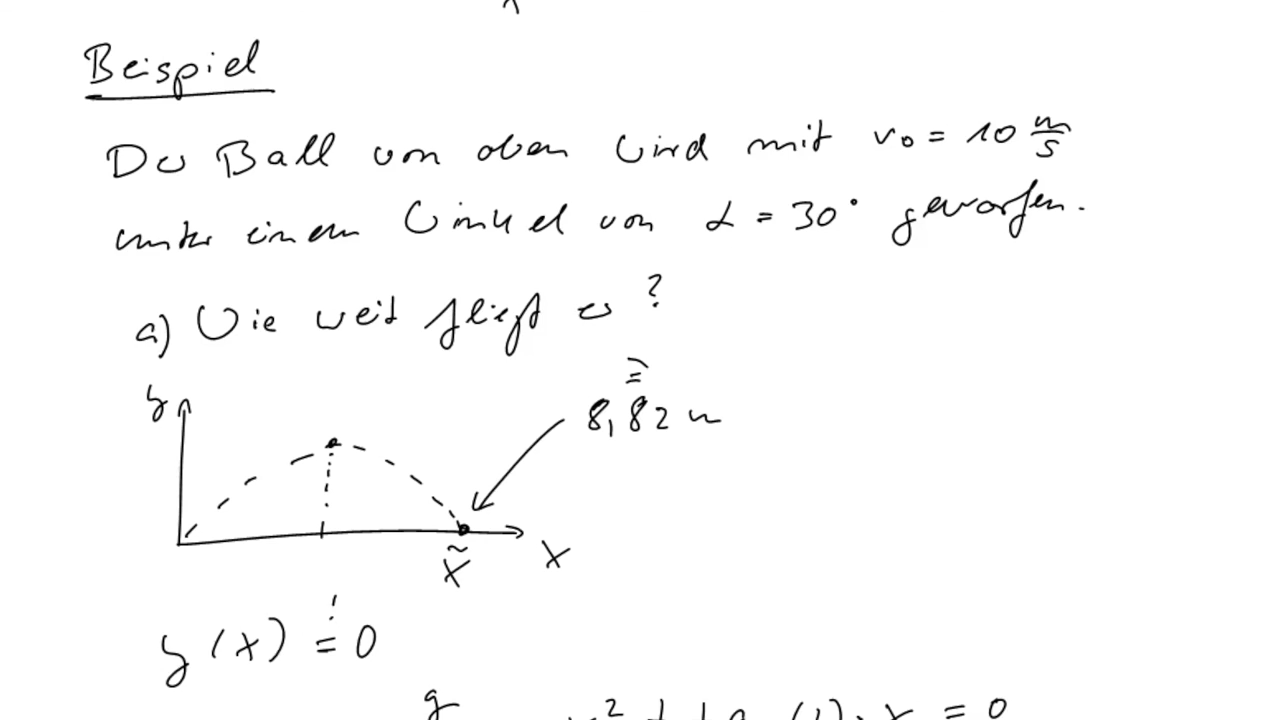 Beispiel
Der Ball von oben wird mit v₀ = 10 m/s
unter einem Winkel von α = 30° geworfen.
a) Wie weit fliegt er?
y
8,82 m
x̃
x
y(x) = 0